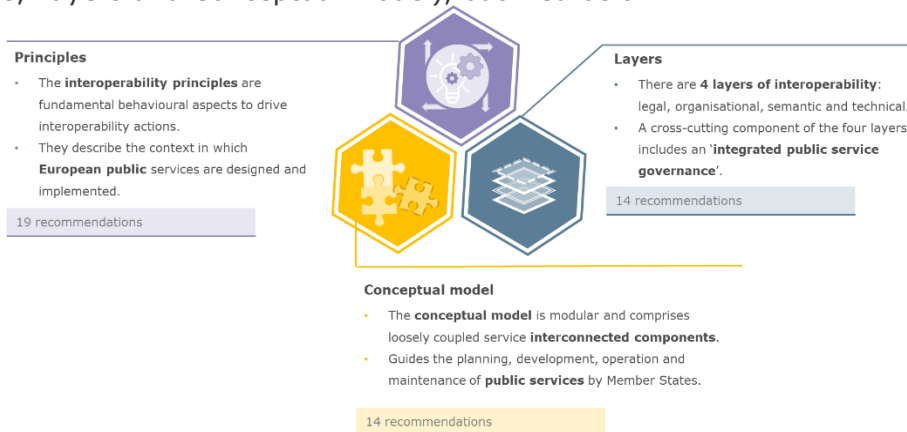 Principles
• The interoperability principles are
fundamental behavioural aspects to drive
interoperability actions.
• They describe the context in which
European public services are designed and
implemented.
19 recommendations
Layers
• There are 4 layers of interoperability:
legal, organisational, semantic and technical.
• A cross-cutting component of the four layers
includes an ‘integrated public service
governance’.
14 recommendations
Conceptual model
• The conceptual model is modular and comprises
loosely coupled service interconnected components.
• Guides the planning, development, operation and
maintenance of public services by Member States.
14 recommendations